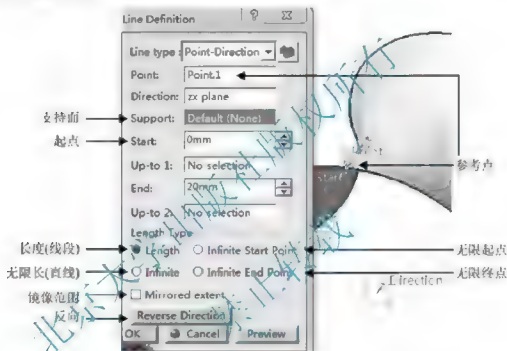 Line Definition
Line type : Point-Direction
Point: Point.1
Direction: zx plane
支持面 Support: Default (None)
起点 Start: 0mm
Up-to 1: No selection
End: 20mm
Up-to 2: No selection
Length Type
长度(线段) Length Infinite Start Point 无限起点
无限长(直线) Infinite Infinite End Point 无限终点
镜像范围 Mirrored extent
反向 Reverse Direction
OK Cancel Preview
参考点
Start
Direction